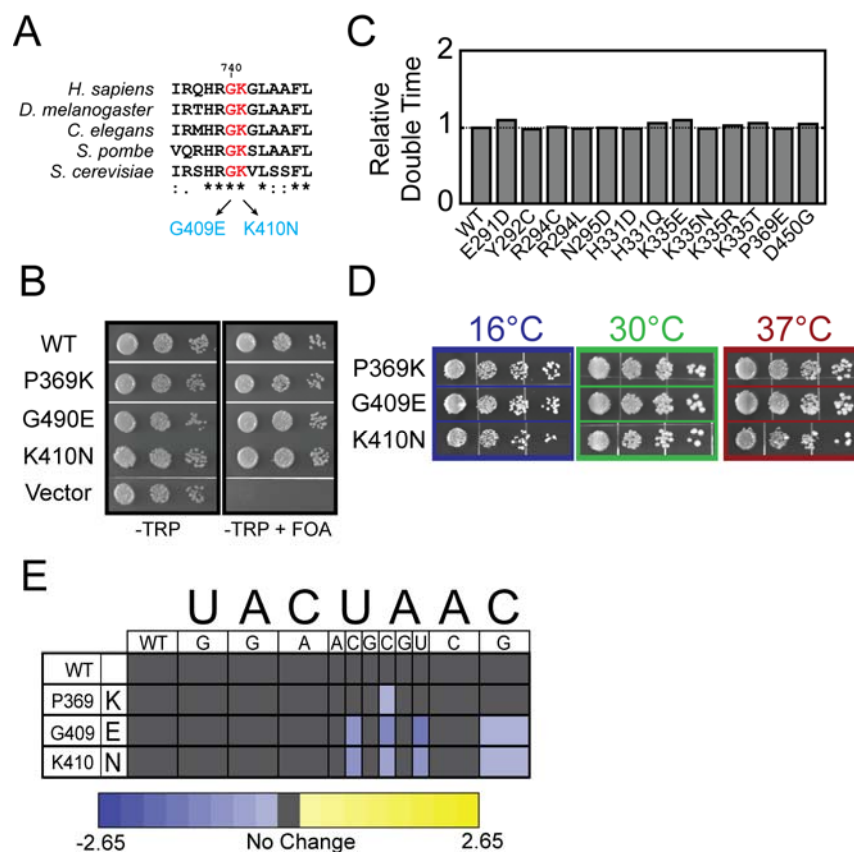 A
740
H. sapiens IRQHRGKGLAAFL
D. melanogaster IRTHRGKGLAAFL
C. elegans IRMHRGKGLAAFL
S. pombe VQRHRGKSLAAFL
S. cerevisiae IRSHRGKVLSSFL
:. **** *::**
G409E K410N
C
Relative
Double Time
2
1
0
WT
E291D
Y292C
R294C
R294L
N295D
H331D
H331Q
K335E
K335N
K335R
K335T
P369E
D450G
B
WT
P369K
G490E
K410N
Vector
-TRP -TRP + FOA
D
16°C 30°C 37°C
P369K
G409E
K410N
E
U A C U A A C
WT G G A A C G C G U C G
WT
P369 K
G409 E
K410 N
-2.65 No Change 2.65